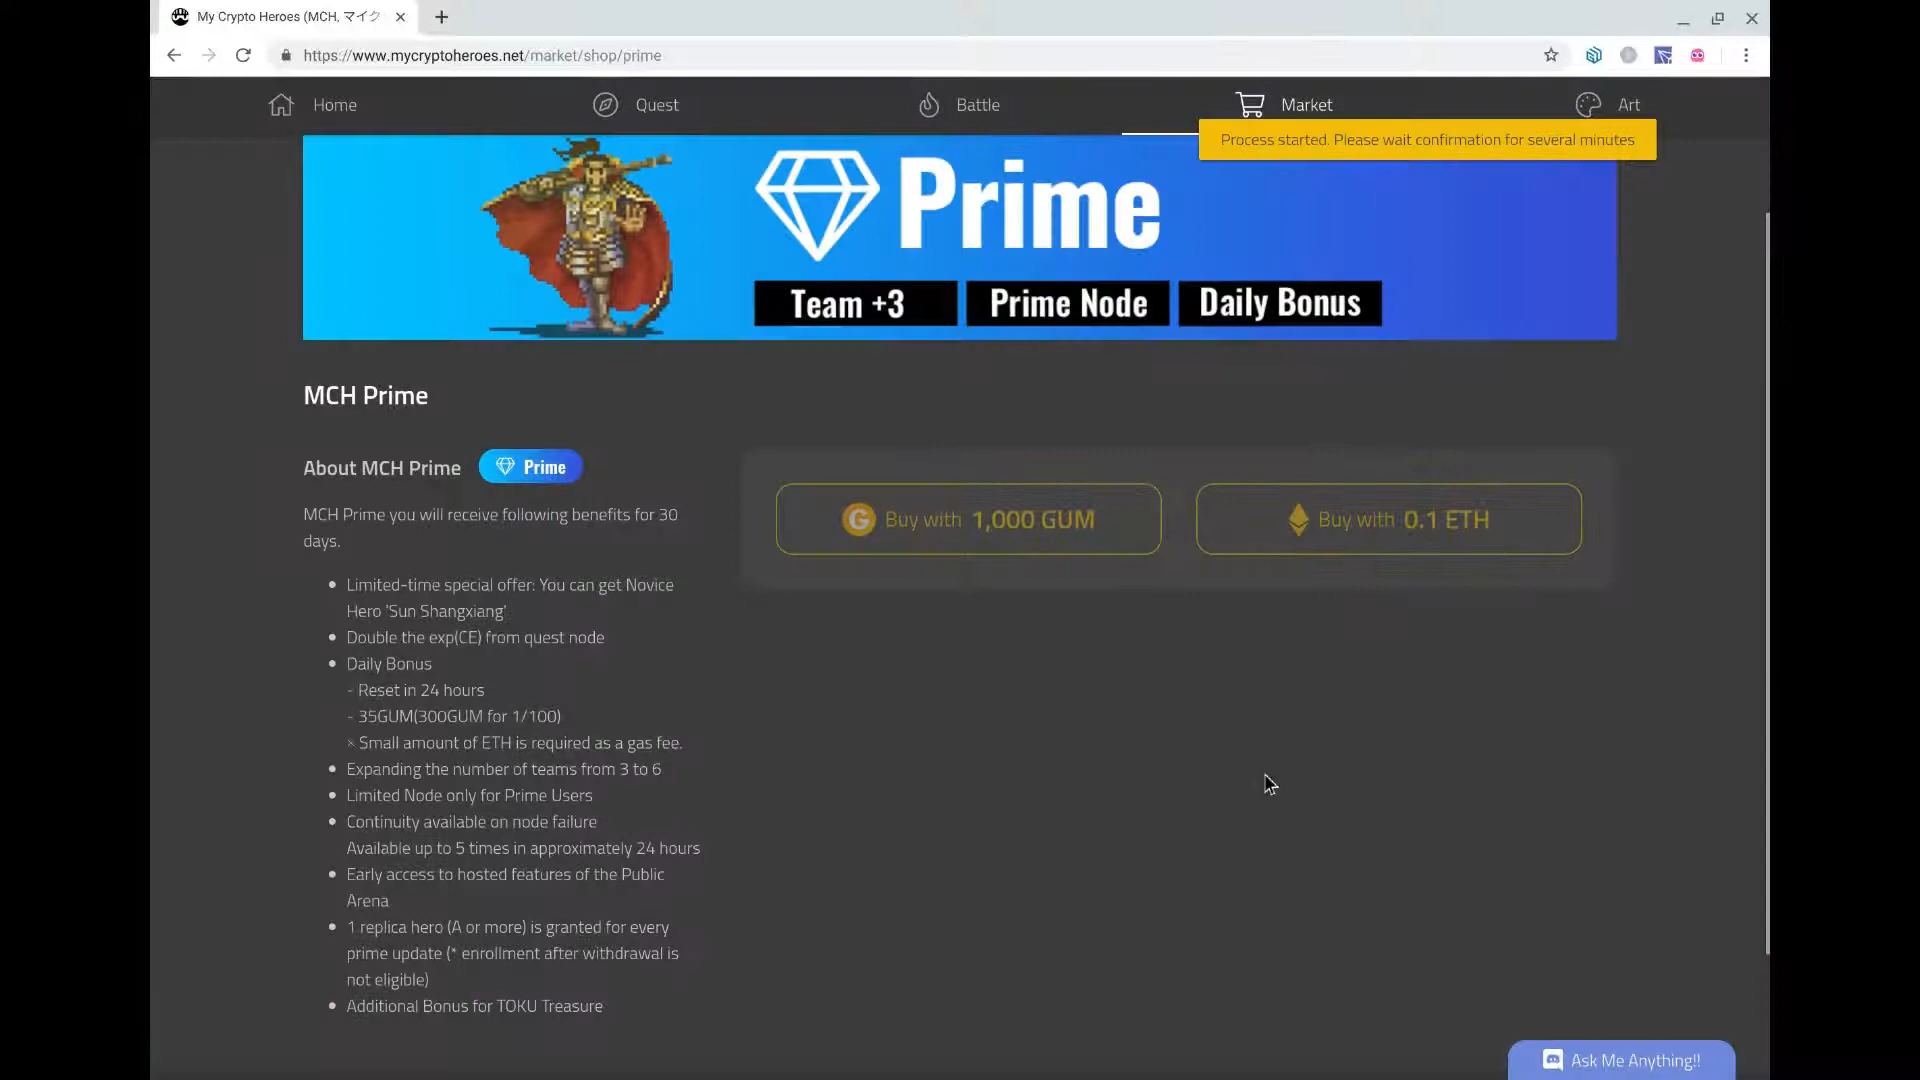 My Crypto Heroes (MCH, マイク
https://www.mycryptoheroes.net/market/shop/prime
Home
Quest
Battle
Market
Art
Process started. Please wait confirmation for several minutes
Prime
Team +3
Prime Node
Daily Bonus
MCH Prime
About MCH Prime
Prime
MCH Prime you will receive following benefits for 30
days.
Buy with 1,000 GUM
Buy with 0.1 ETH
Limited-time special offer: You can get Novice
Hero 'Sun Shangxiang'
Double the exp(CE) from quest node
Daily Bonus
- Reset in 24 hours
- 35GUM(300GUM for 1/100)
× Small amount of ETH is required as a gas fee.
Expanding the number of teams from 3 to 6
Limited Node only for Prime Users
Continuity available on node failure
Available up to 5 times in approximately 24 hours
Early access to hosted features of the Public
Arena
1 replica hero (A or more) is granted for every
prime update (* enrollment after withdrawal is
not eligible)
Additional Bonus for TOKU Treasure
Ask Me Anything!!